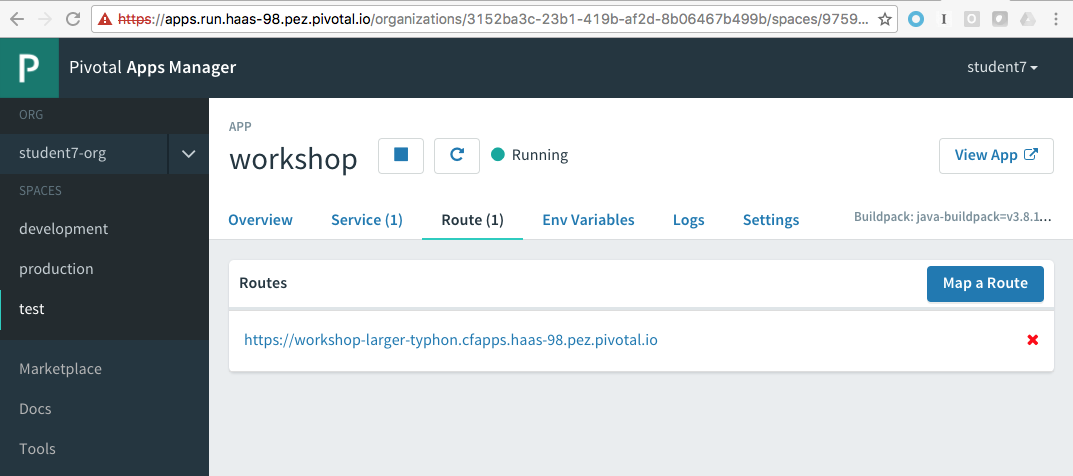 https://apps.run.haas-98.pez.pivotal.io/organizations/3152ba3c-23b1-419b-af2d-8b06467b499b/spaces/9759...
P Pivotal Apps Manager student7
ORG
student7-org
SPACES
development
production
test
Marketplace
Docs
Tools
APP
workshop Running View App
Overview Service (1) Route (1) Env Variables Logs Settings Buildpack: java-buildpack=v3.8.1...
Routes Map a Route
https://workshop-larger-typhon.cfapps.haas-98.pez.pivotal.io